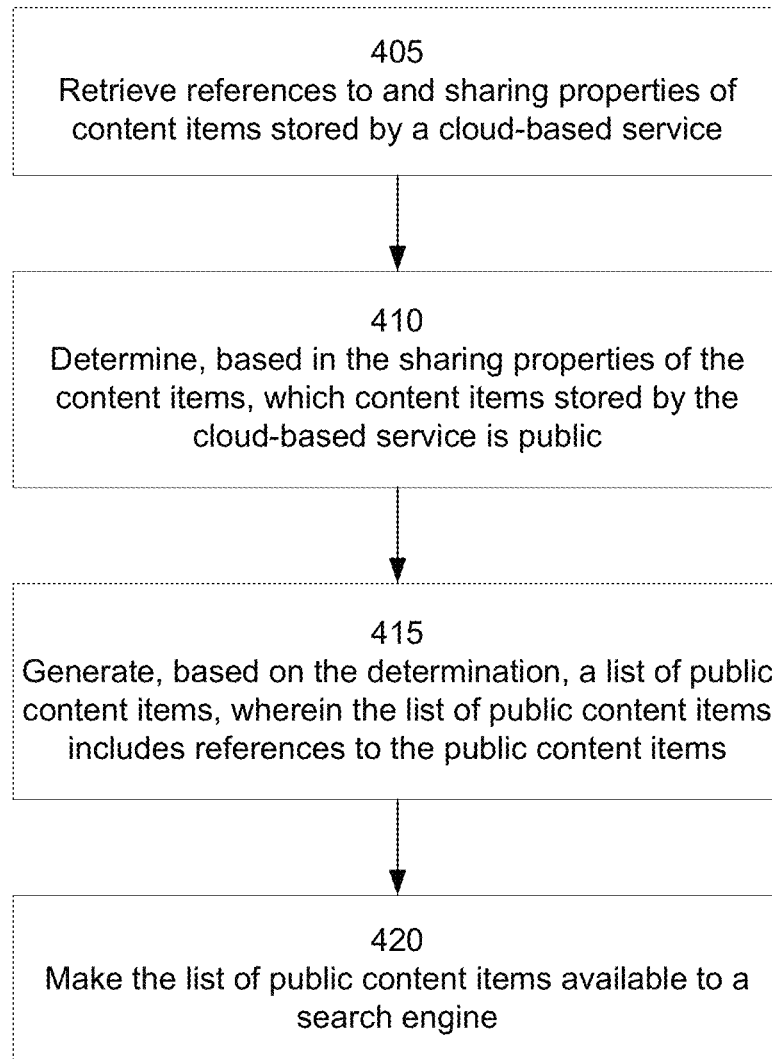 405
Retrieve references to and sharing properties of
content items stored by a cloud-based service
410
Determine, based in the sharing properties of the
content items, which content items stored by the
cloud-based service is public
415
Generate, based on the determination, a list of public
content items, wherein the list of public content items
includes references to the public content items
420
Make the list of public content items available to a
search engine